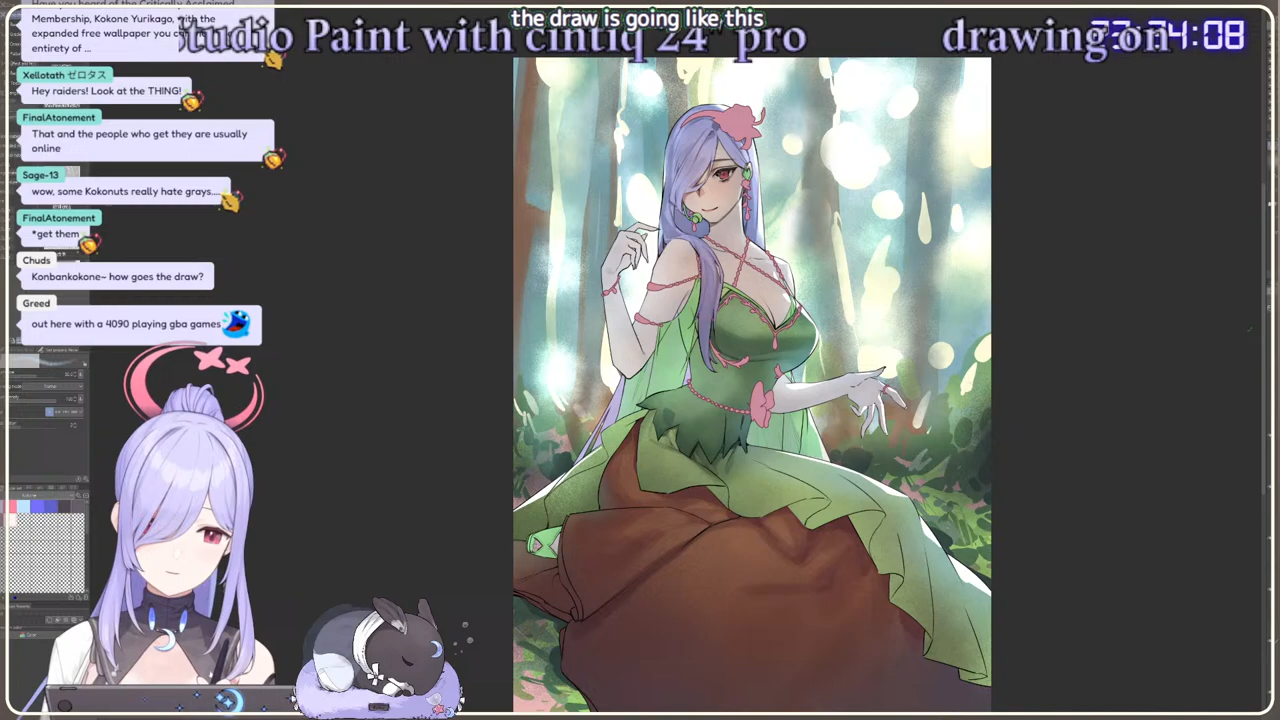 the draw is going like this
tudio Paint with cintiq 24" pro drawing on
4:08
Membership, Kokone Yurikago, with the
expanded free wallpaper you can
entirety of ...
Xellotath ゼロタス
Hey raiders! Look at the THING!
FinalAtonement
That and the people who get they are usually
online
Sage-13
wow, some Kokonuts really hate grays....
FinalAtonement
*get them
Chuds
Konbankokone~ how goes the draw?
Greed
out here with a 4090 playing gba games